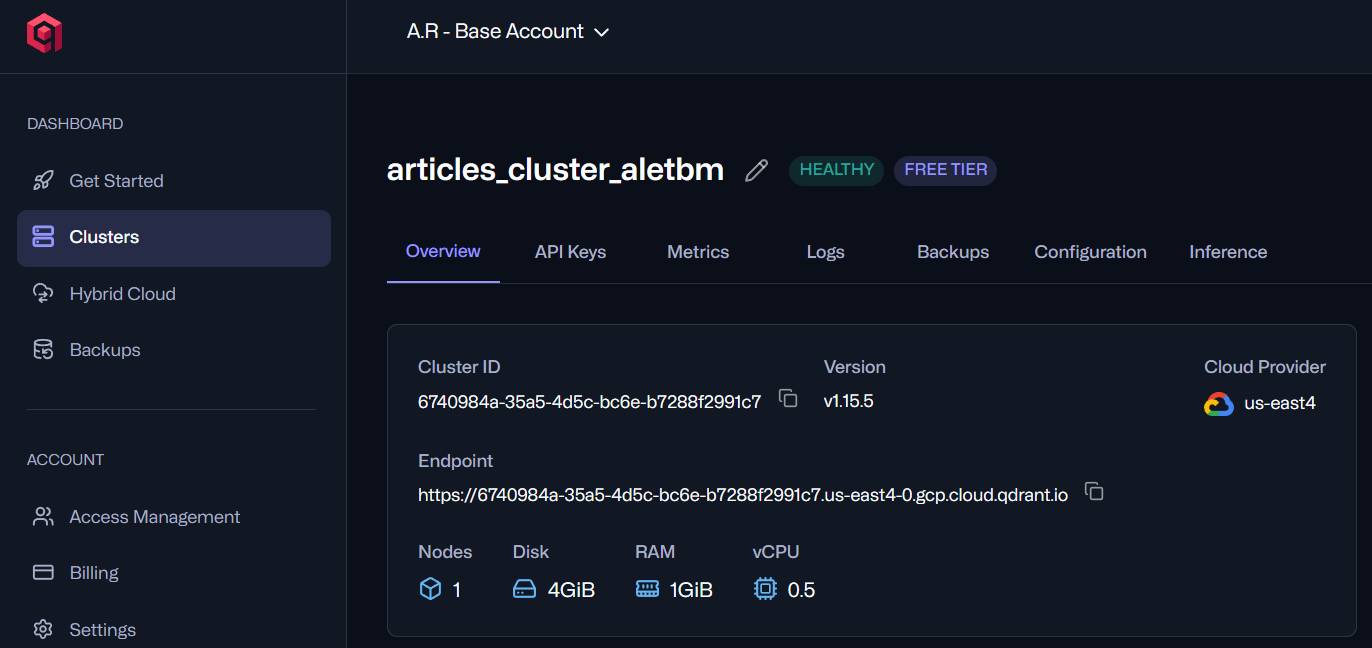 A.R - Base Account
DASHBOARD
Get Started
Clusters
Hybrid Cloud
Backups
ACCOUNT
Access Management
Billing
Settings
articles_cluster_aletbm HEALTHY FREE TIER
Overview API Keys Metrics Logs Backups Configuration Inference
Cluster ID Version Cloud Provider
6740984a-35a5-4d5c-bc6e-b7288f2991c7 v1.15.5 us-east4
Endpoint
https://6740984a-35a5-4d5c-bc6e-b7288f2991c7.us-east4-0.gcp.cloud.qdrant.io
Nodes Disk RAM vCPU
1 4GiB 1GiB 0.5